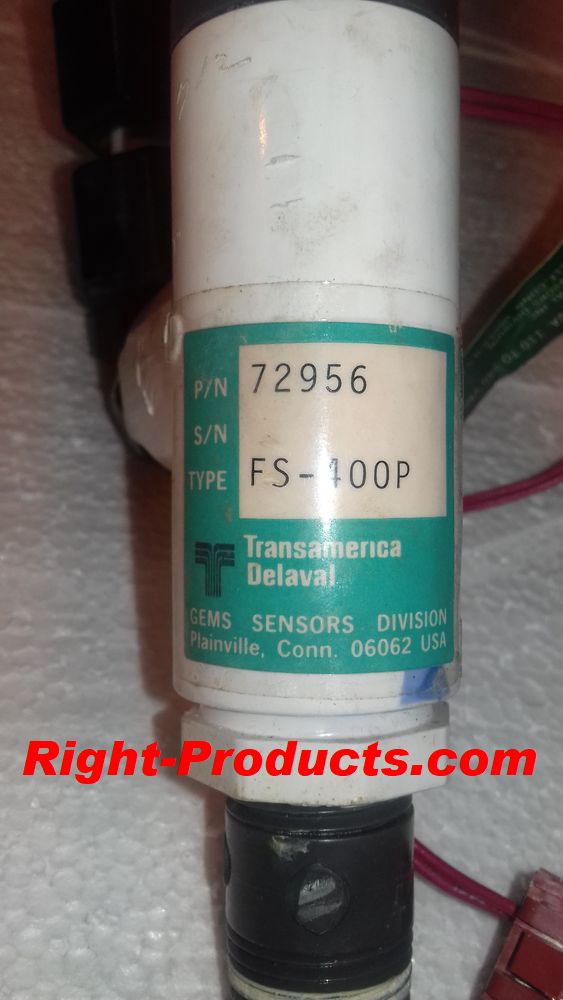 P/N 72956
S/N
TYPE FS-400P
Transamerica
Delaval
GEMS SENSORS DIVISION
Plainville, Conn. 06062 USA
Right-Products.com